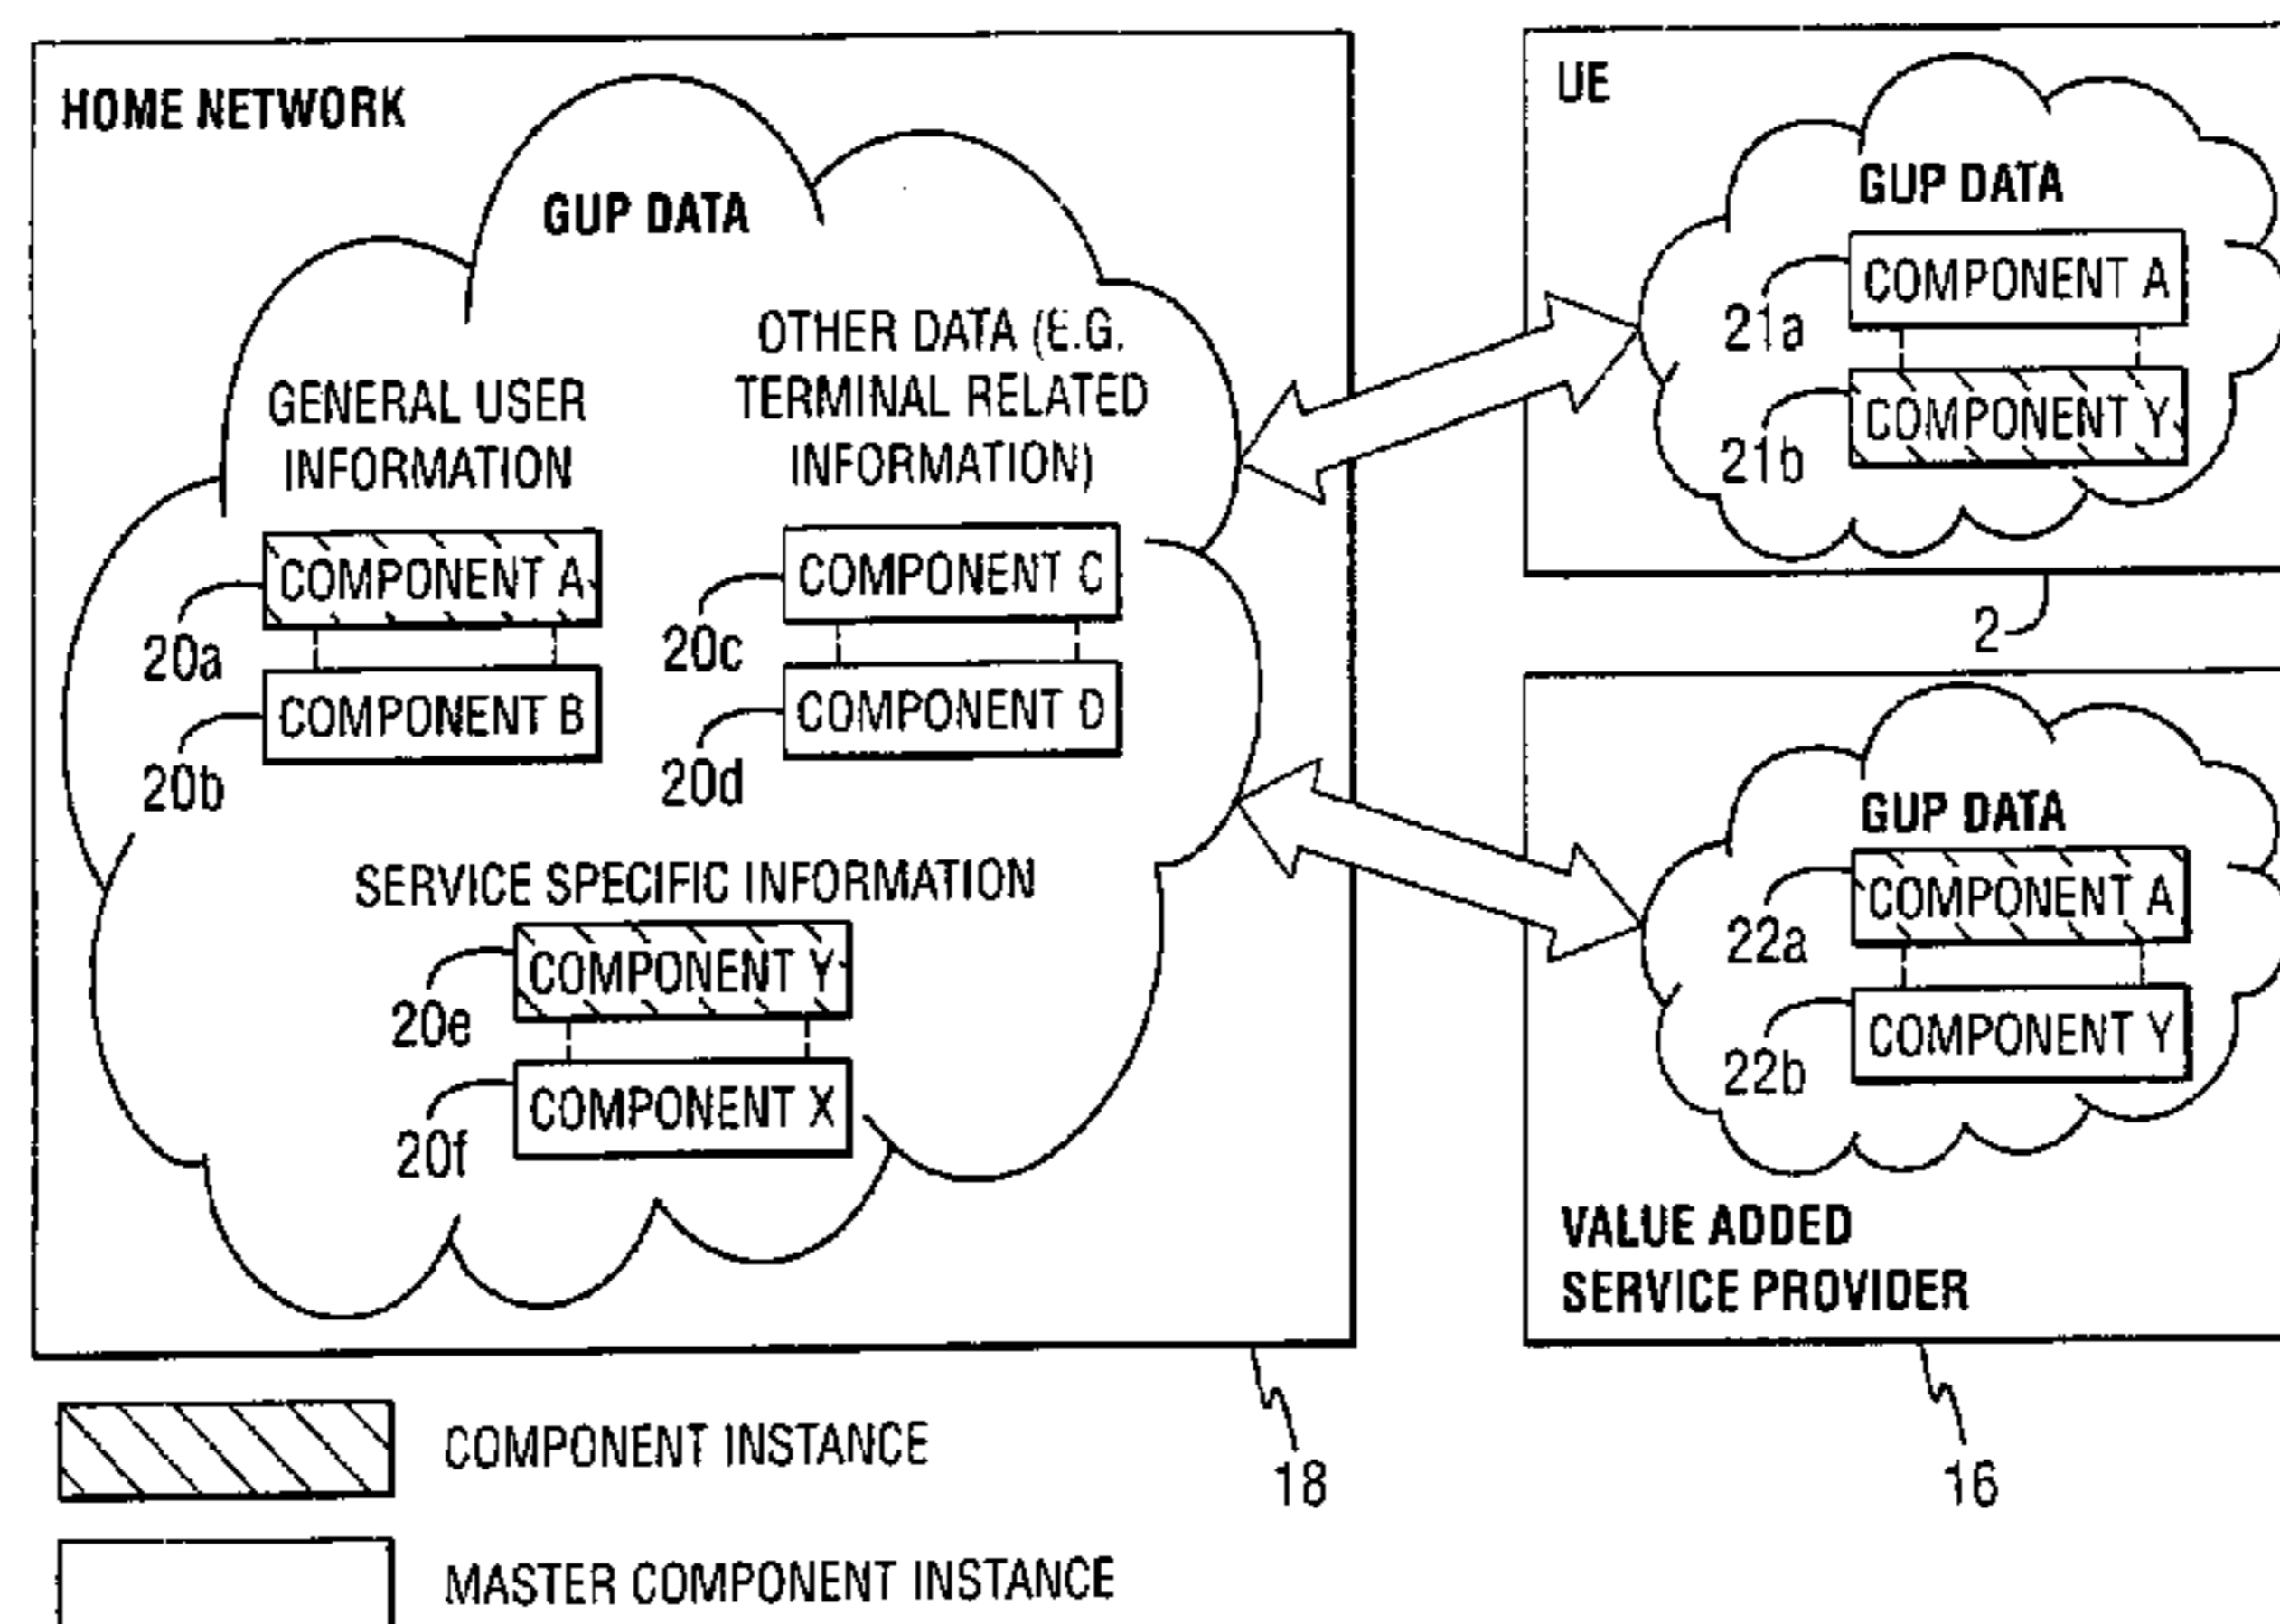 HOME NETWORK
GUP DATA
GENERAL USER
INFORMATION
OTHER DATA (E.G.
TERMINAL RELATED
INFORMATION)
COMPONENT A
20a
COMPONENT B
20b
COMPONENT C
20c
COMPONENT D
20d
SERVICE SPECIFIC INFORMATION
COMPONENT Y
20e
COMPONENT X
20f
18
UE
GUP DATA
COMPONENT A
21a
COMPONENT Y
21b
2
GUP DATA
COMPONENT A
22a
COMPONENT Y
22b
VALUE ADDED
SERVICE PROVIDER
16
COMPONENT INSTANCE
MASTER COMPONENT INSTANCE